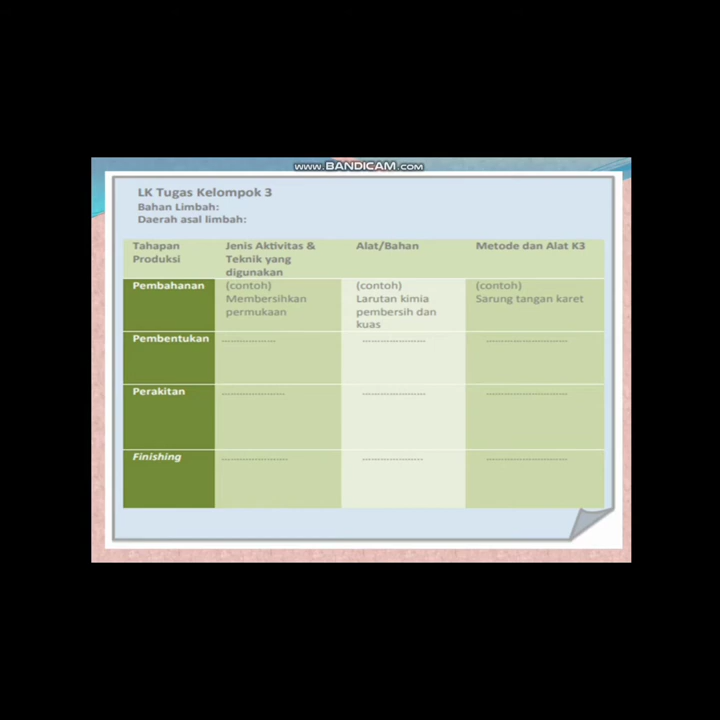 www.BANDICAM.com
LK Tugas Kelompok 3
Bahan Limbah:
Daerah asal limbah:
Tahapan Produksi
Jenis Aktivitas & Teknik yang digunakan
Alat/Bahan
Metode dan Alat K3
Pembahanan
(contoh)
Membersihkan
permukaan
(contoh)
Larutan kimia
pembersih dan
kuas
(contoh)
Sarung tangan karet
Pembentukan
..................
.....................
...........................
Perakitan
.....................
.....................
...........................
Finishing
......................
....................
...........................